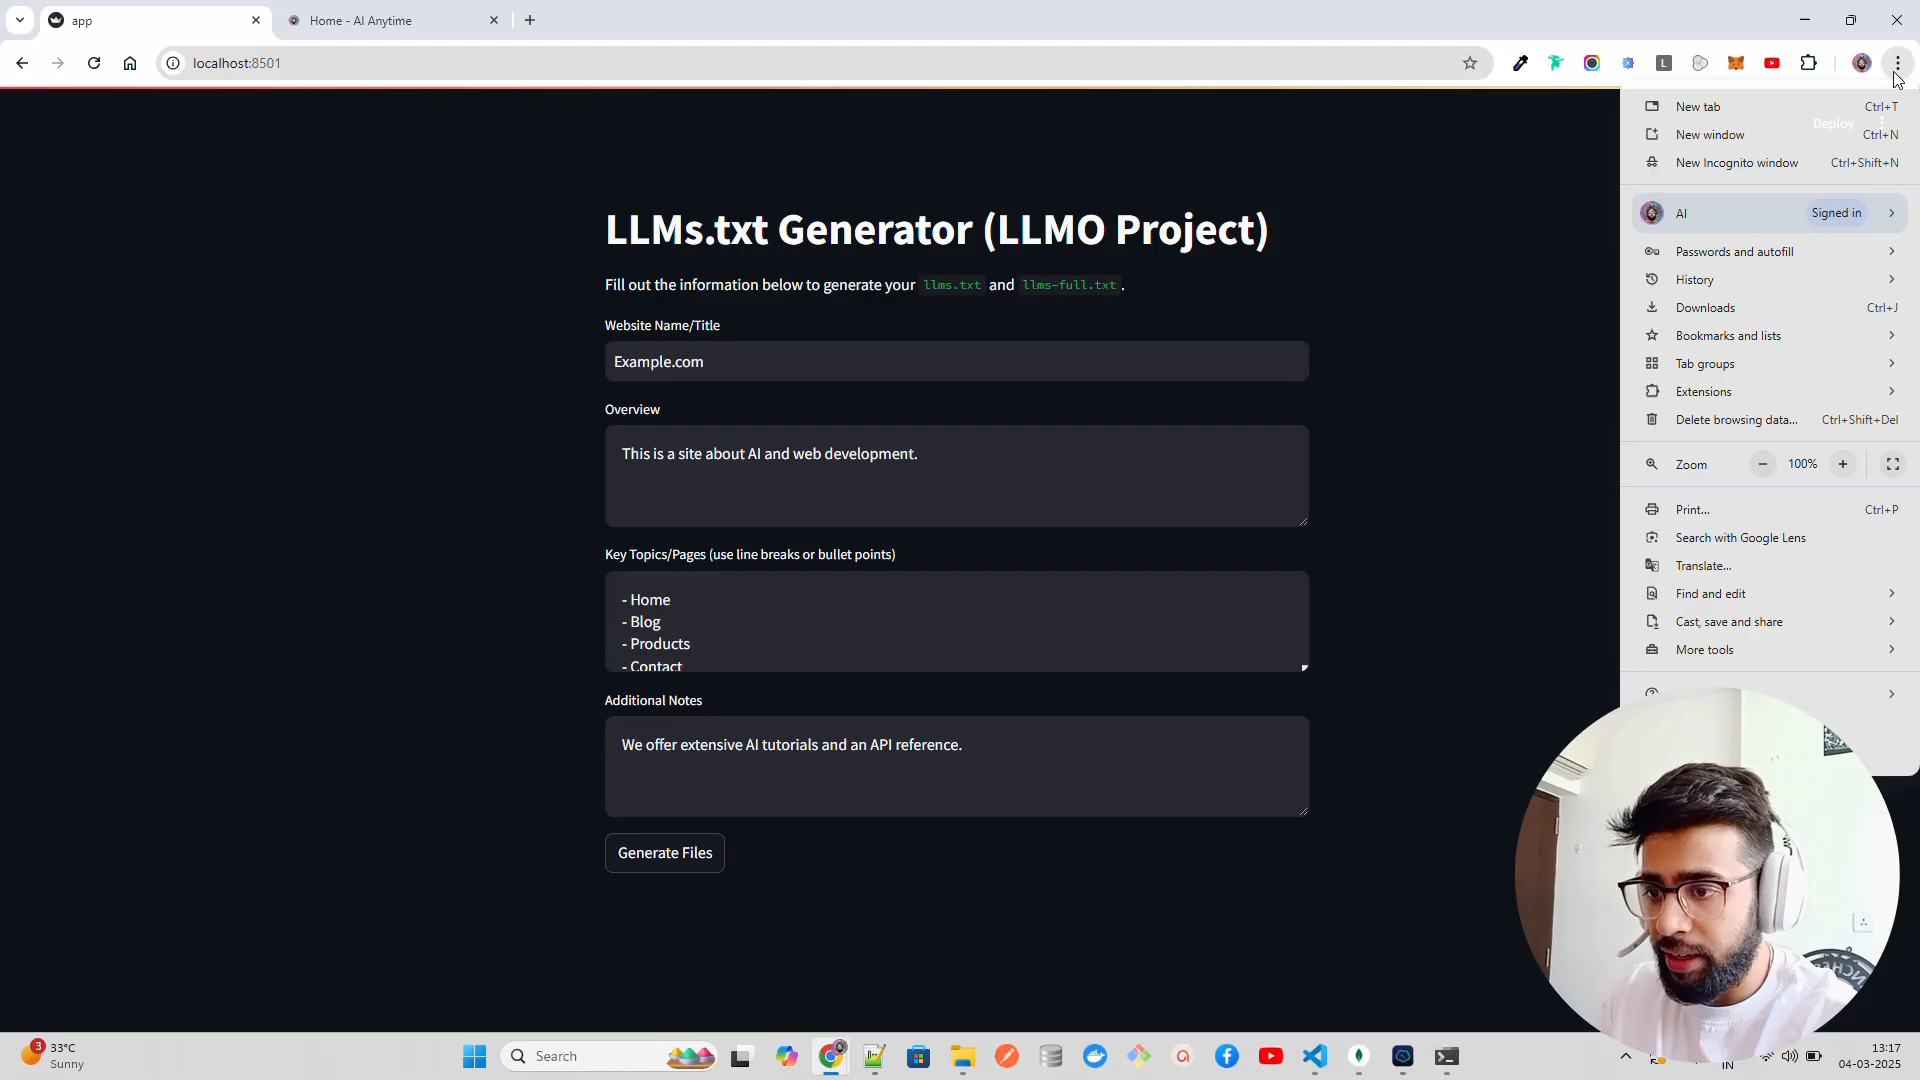 app
Home - AI Anytime
localhost:8501
LLMs.txt Generator (LLMO Project)
Fill out the information below to generate your llms.txt and llms-full.txt.
Website Name/Title
Example.com
Overview
This is a site about AI and web development.
Key Topics/Pages (use line breaks or bullet points)
- Home
- Blog
- Products
- Contact
Additional Notes
We offer extensive AI tutorials and an API reference.
Generate Files
New tab Ctrl+T
Deploy
New window Ctrl+N
New Incognito window Ctrl+Shift+N
AI Signed in
Passwords and autofill
History
Downloads Ctrl+J
Bookmarks and lists
Tab groups
Extensions
Delete browsing data... Ctrl+Shift+Del
Zoom 100%
Print... Ctrl+P
Search with Google Lens
Translate...
Find and edit
Cast, save and share
More tools
3
33°C
Sunny
Search
IN
13:17
04-03-2025